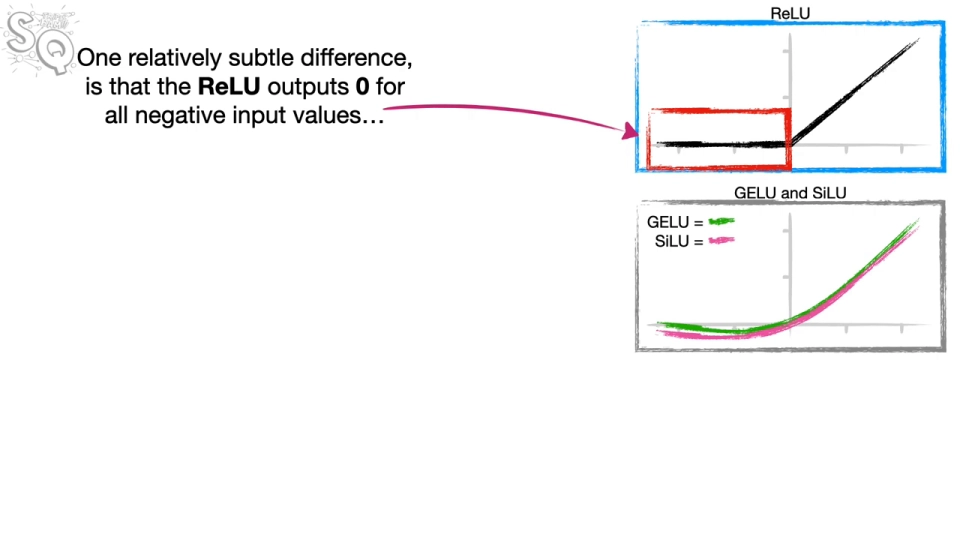 SQ
One relatively subtle difference,
is that the ReLU outputs 0 for
all negative input values…
ReLU
GELU and SiLU
GELU =
SiLU =